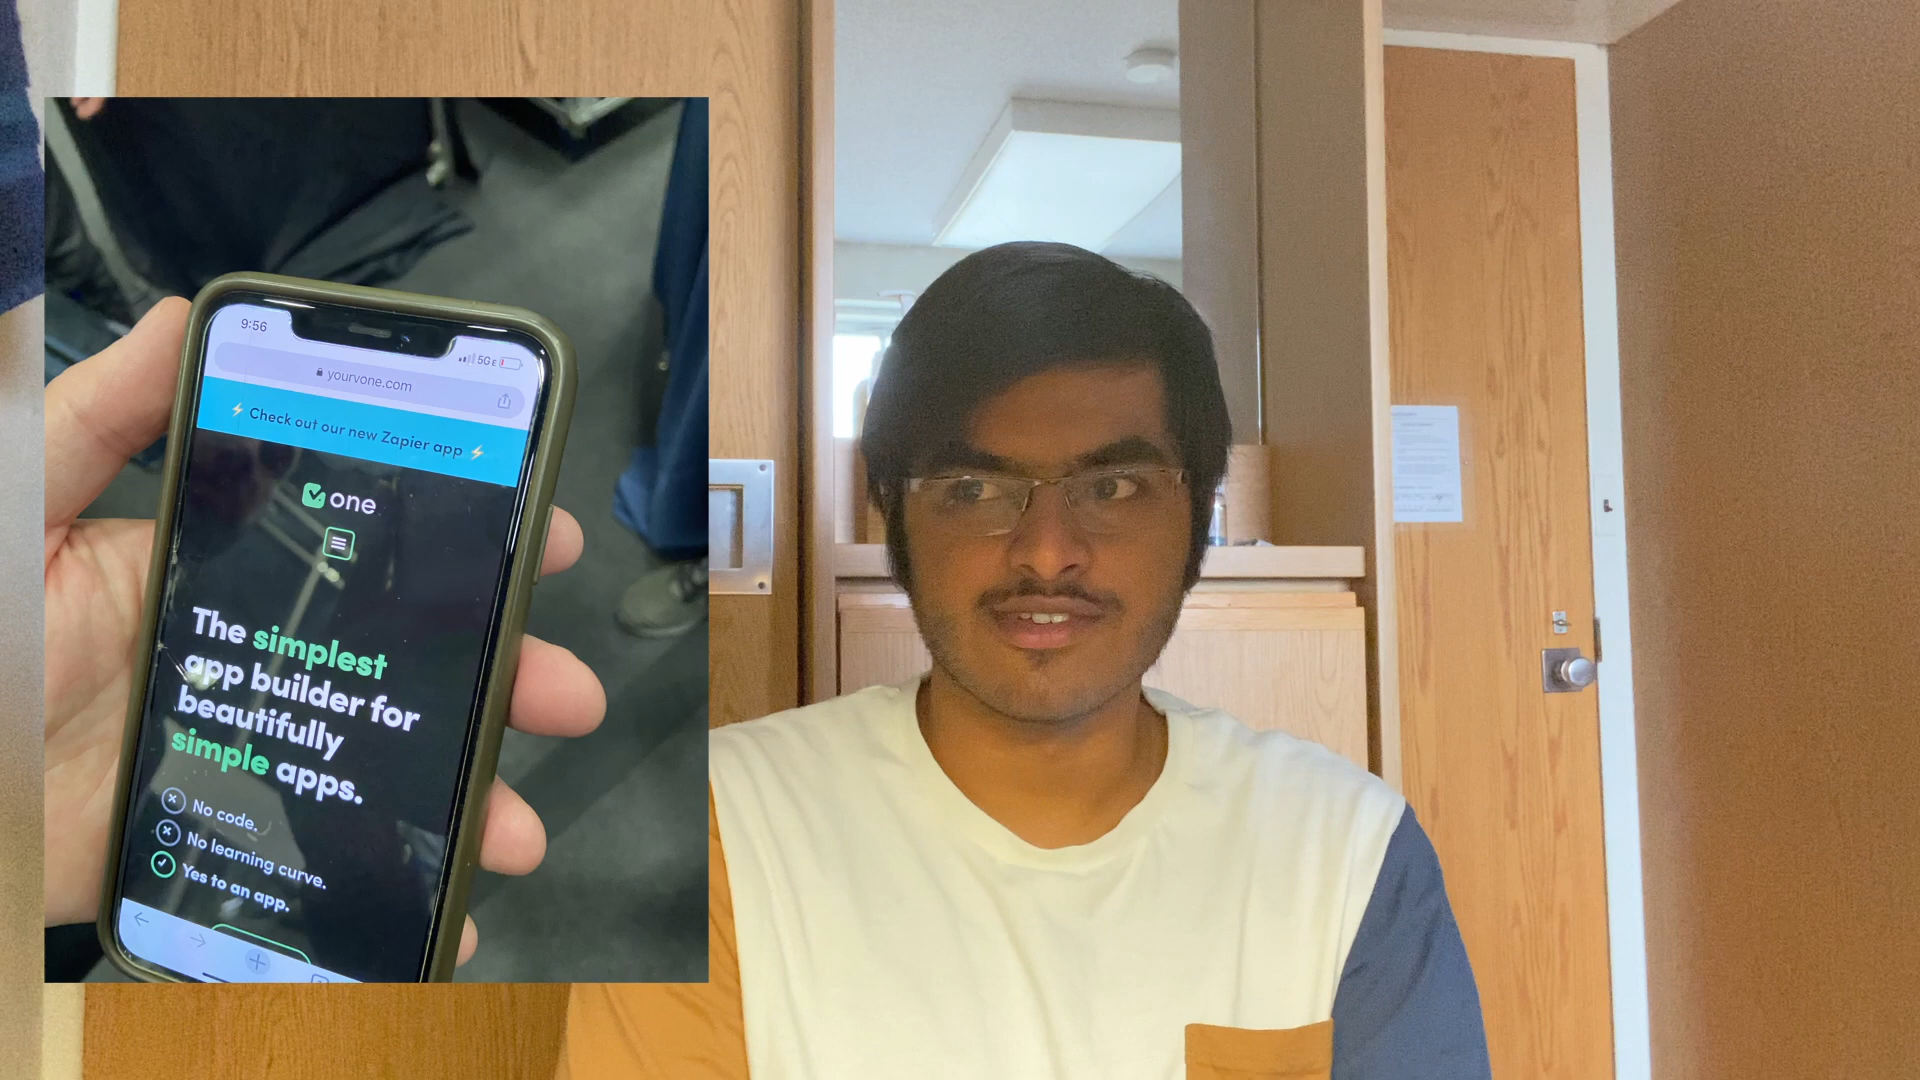 9:56
5GE
yourvone.com
⚡ Check out our new Zapier app ⚡
one
The simplest
app builder for
beautifully
simple apps.
No code.
No learning curve.
Yes to an app.